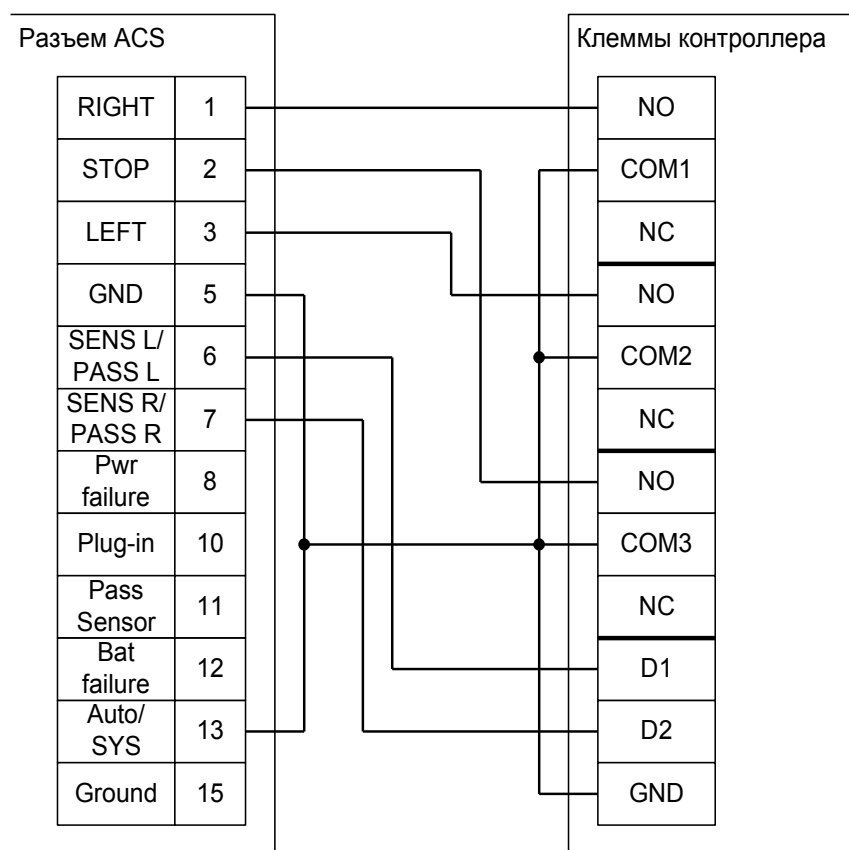 Разъем ACS
RIGHT 1
STOP 2
LEFT 3
GND 5
SENS L/
PASS L 6
SENS R/
PASS R 7
Pwr
failure 8
Plug-in 10
Pass
Sensor 11
Bat
failure 12
Auto/
SYS 13
Ground 15
Клеммы контроллера
NO
COM1
NC
NO
COM2
NC
NO
COM3
NC
D1
D2
GND